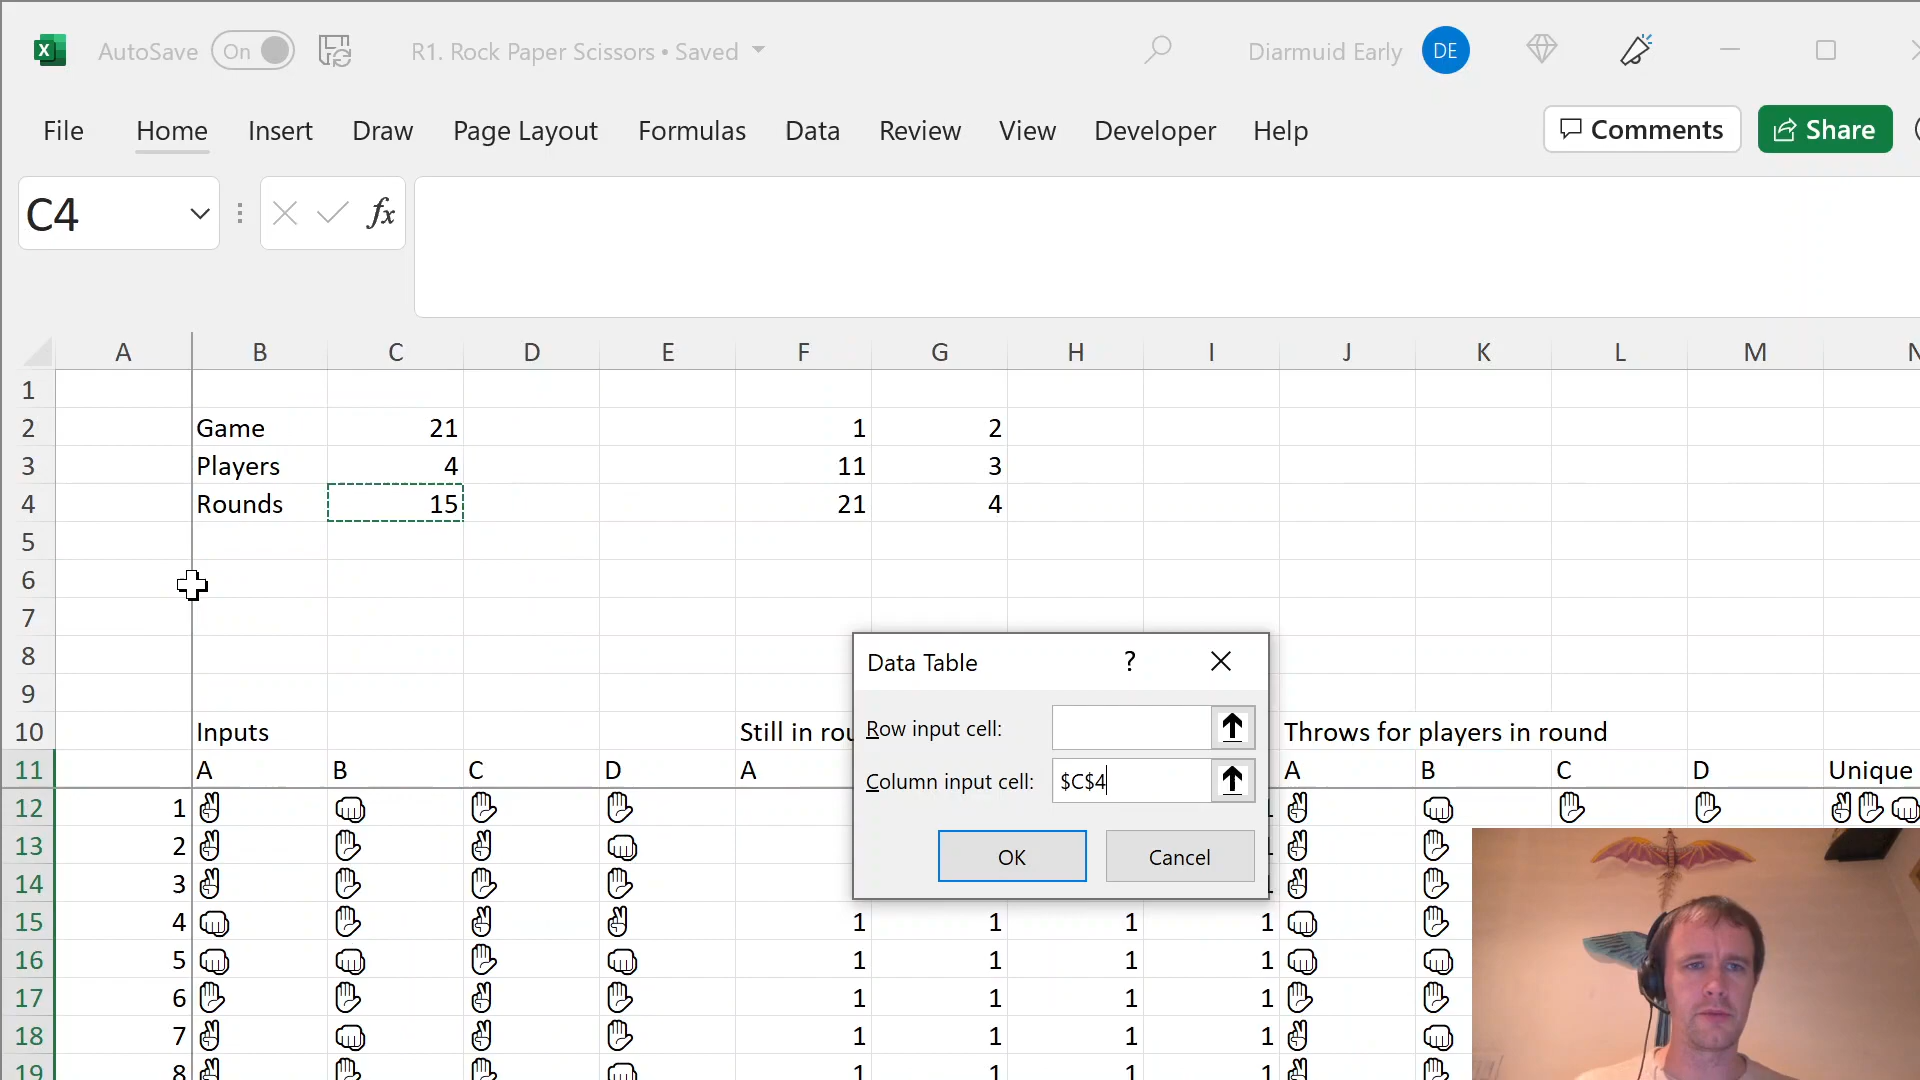 X AutoSave On R1. Rock Paper Scissors • Saved Diarmuid Early DE
File Home Insert Draw Page Layout Formulas Data Review View Developer Help Comments Share
C4 fx
A B C D E F G H I J K L M N
1
2 Game 21 1 2
3 Players 4 11 3
4 Rounds 15 21 4
5
6
7
8
9
Data Table ?
Row input cell:
Column input cell: $C$4
OK Cancel
10 Inputs Still in rou Throws for players in round
11 A B C D A A B C D Unique
12 1
13 2
14 3
15 4 1 1 1 1
16 5 1 1 1 1
17 6 1 1 1 1
18 7 1 1 1 1
19 8 1 1 1 1